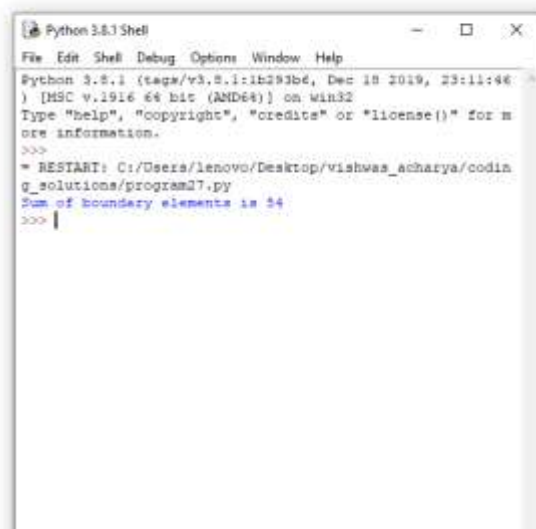 Python 3.8.1 Shell
File Edit Shell Debug Options Window Help
Python 3.8.1 (tags/v3.8.1:1b293b6, Dec 18 2019, 23:11:46
) [MSC v.1916 64 bit (AMD64)] on win32
Type "help", "copyright", "credits" or "license()" for m
ore information.
>>>
= RESTART: C:/Users/lenovo/Desktop/vishwas_acharya/codin
g_solutions/program27.py
Sum of boundary elements is 54
>>>